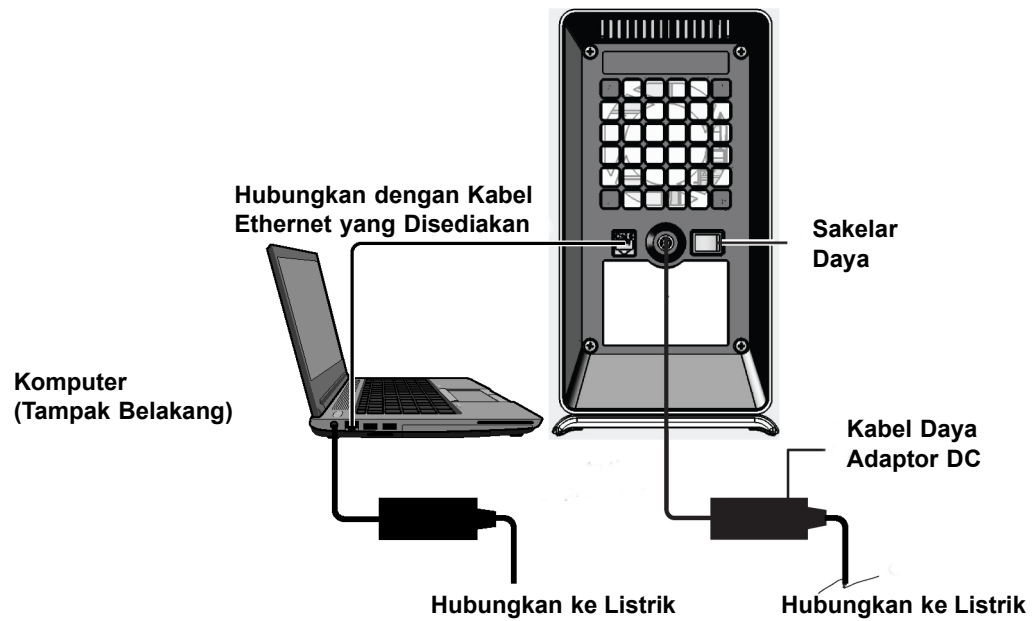 Hubungkan dengan Kabel
Ethernet yang Disediakan
Sakelar
Daya
Komputer
(Tampak Belakang)
Kabel Daya
Adaptor DC
Hubungkan ke Listrik
Hubungkan ke Listrik